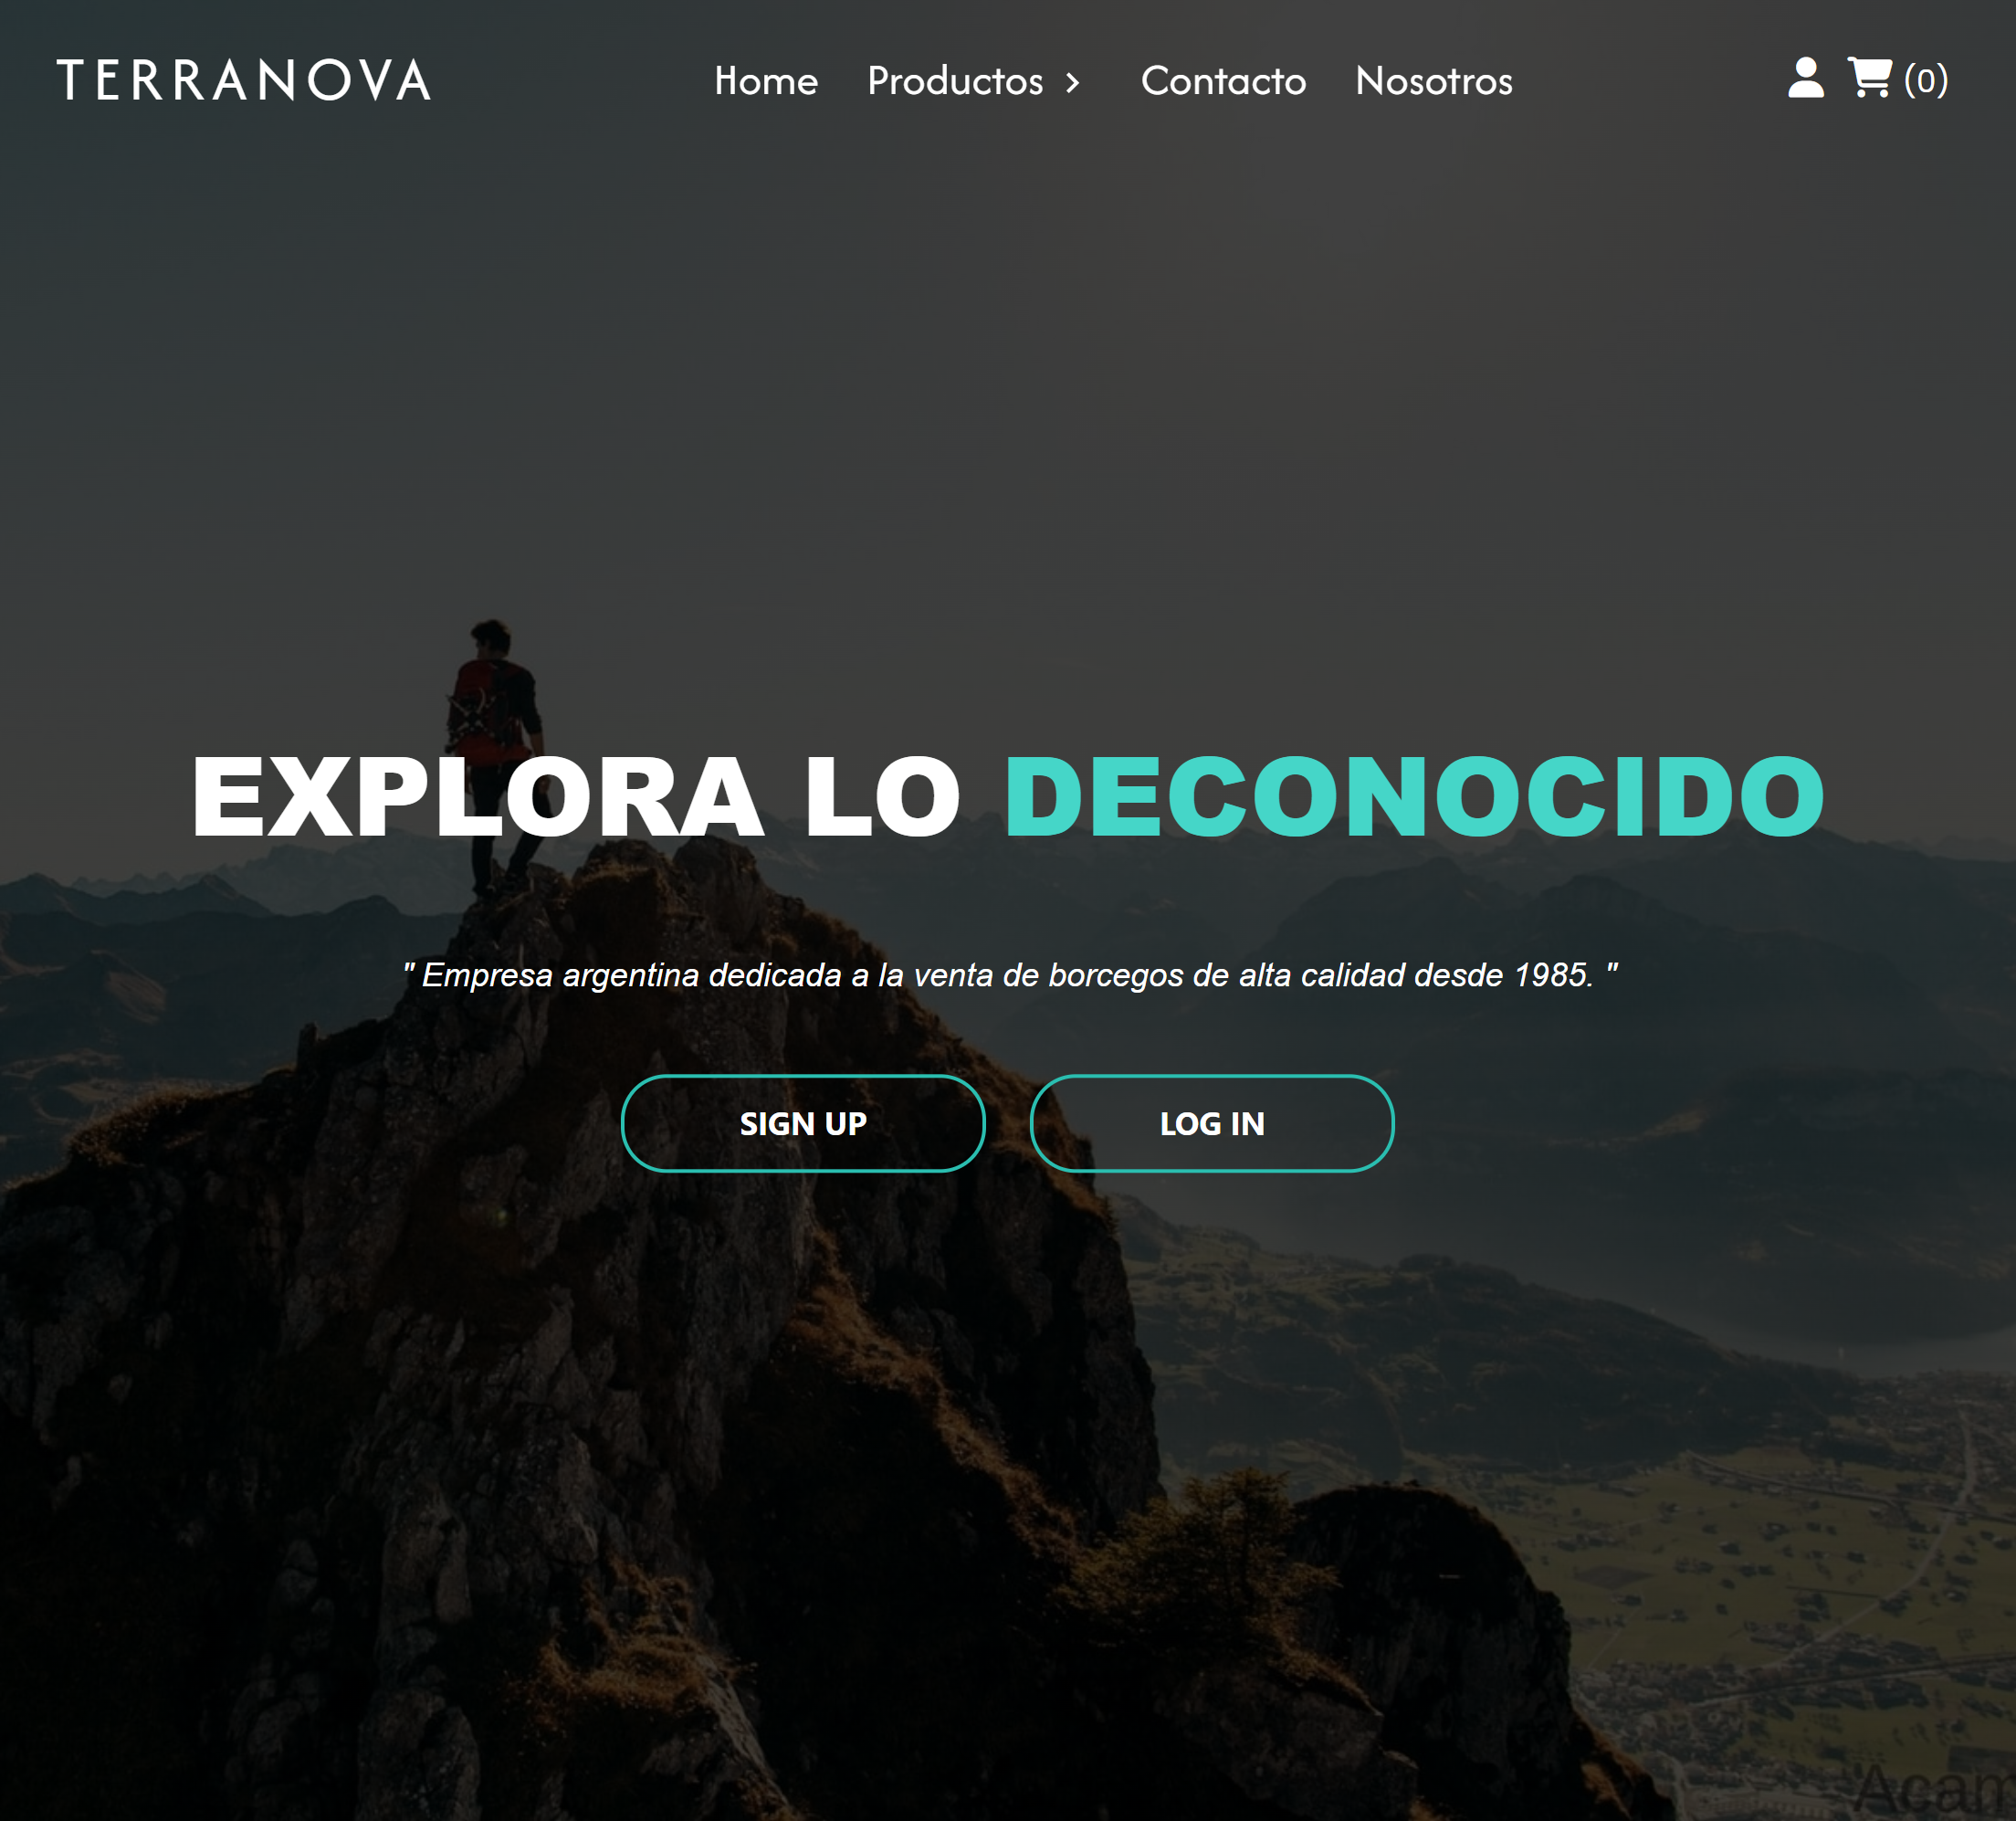 TERRANOVA Home Productos > Contacto Nosotros (0)
EXPLORA LO DECONOCIDO
" Empresa argentina dedicada a la venta de borcegos de alta calidad desde 1985. "
SIGN UP LOG IN
Acam